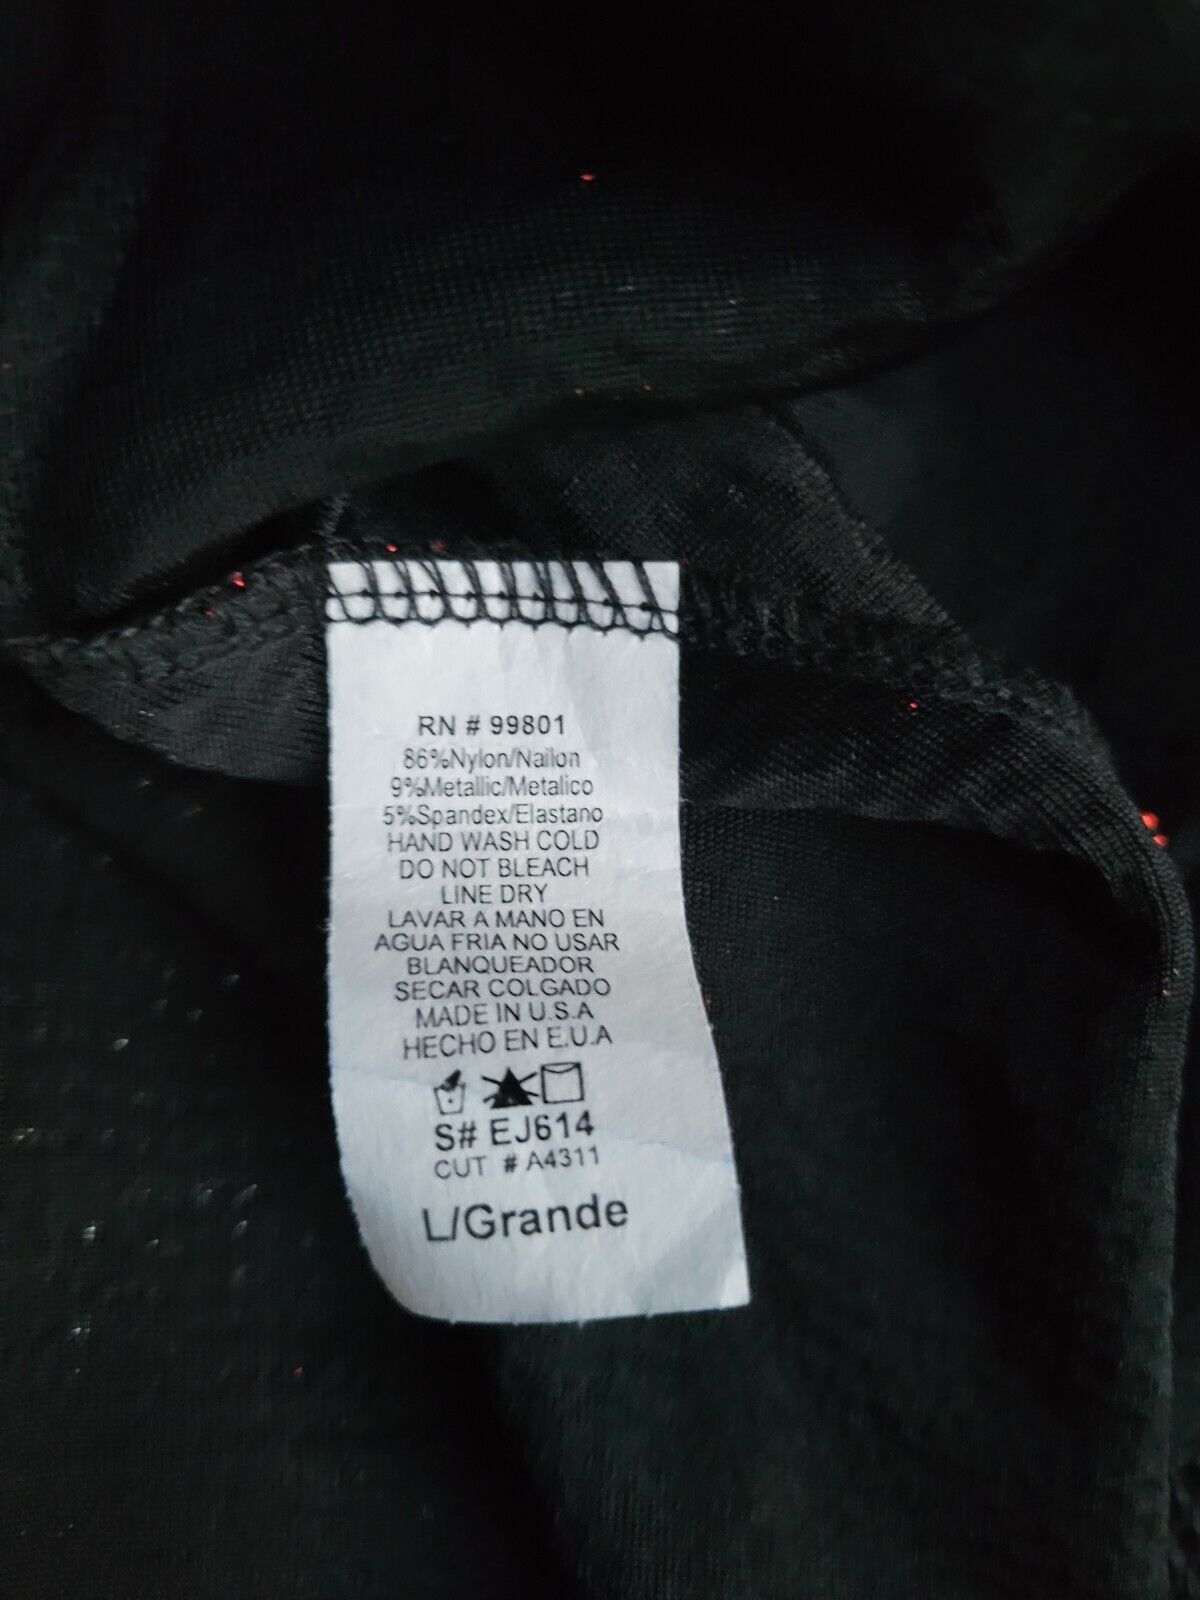 RN # 99801
86%Nylon/Nailon
9%Metallic/Metalico
5%Spandex/Elastano
HAND WASH COLD
DO NOT BLEACH
LINE DRY
LAVAR A MANO EN
AGUA FRIA NO USAR
BLANQUEADOR
SECAR COLGADO
MADE IN U.S.A
HECHO EN E.U.A
S# EJ614
CUT # A4311
L/Grande